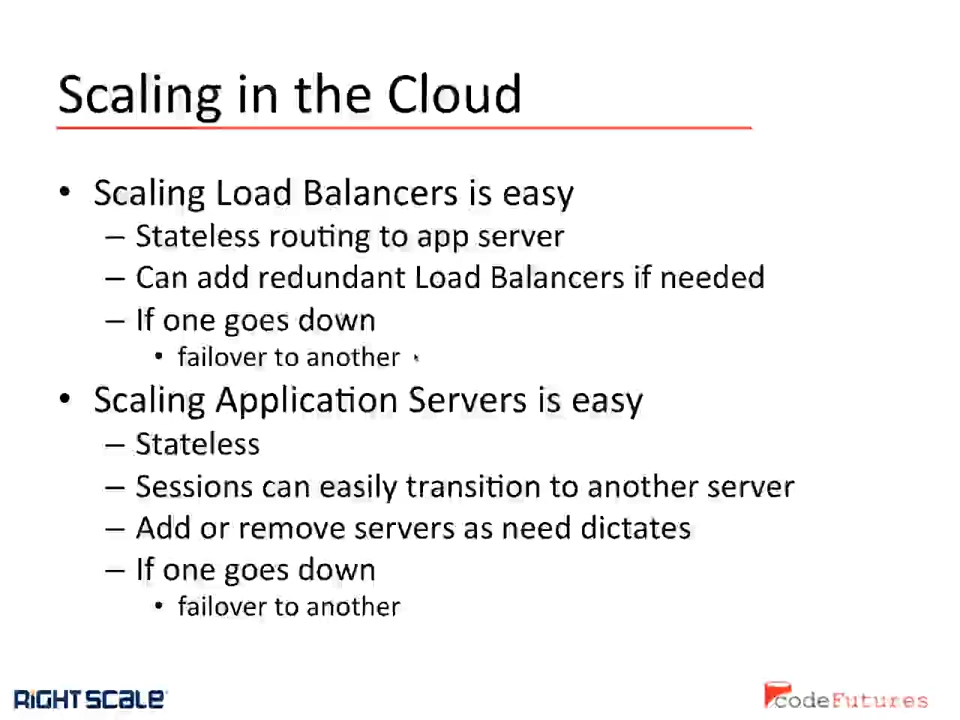 Scaling in the Cloud
• Scaling Load Balancers is easy
– Stateless routing to app server
– Can add redundant Load Balancers if needed
– If one goes down
• failover to another
• Scaling Application Servers is easy
– Stateless
– Sessions can easily transition to another server
– Add or remove servers as need dictates
– If one goes down
• failover to another
RIGHTSCALE
codeFutures